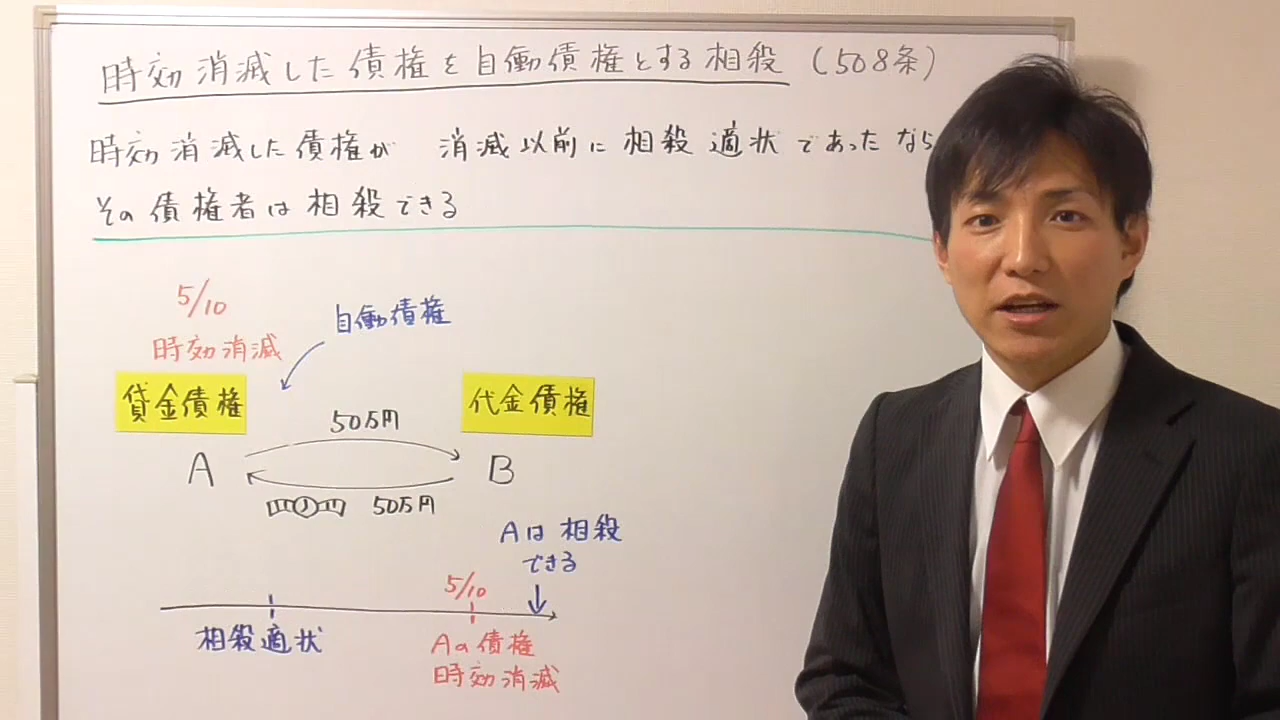 時効消滅した債権を自働債権とする相殺 (508条)
時効消滅した債権が 消滅以前に相殺適状であったなら
その債権者は相殺できる
5/10
時効消滅
自働債権
貸金債権
代金債権
50万円
A
B
50万円
Aは相殺
できる
5/10
相殺適状
Aの債権
時効消滅